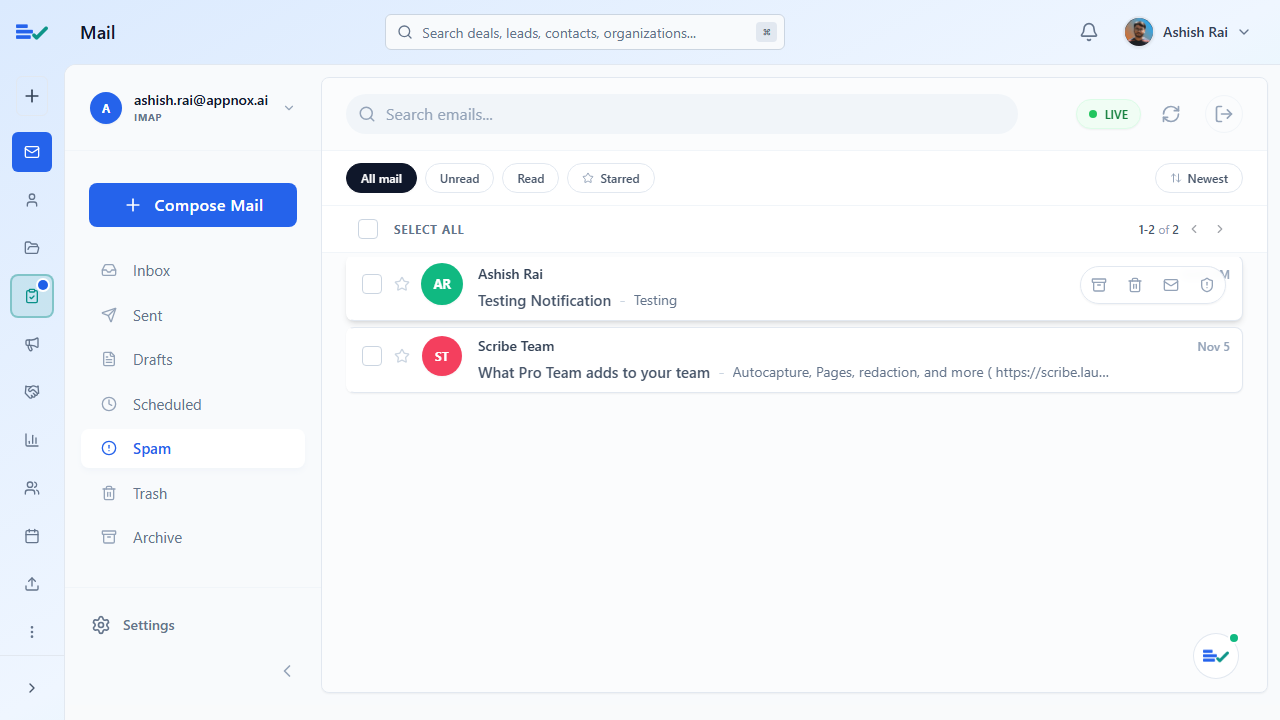 Mail
Search deals, leads, contacts, organizations...
⌘
Ashish Rai
A
ashish.rai@appnox.ai
IMAP
Search emails...
LIVE
All mail
Unread
Read
Starred
Newest
Compose Mail
SELECT ALL
1-2 of 2
Inbox
Sent
Drafts
Scheduled
Spam
Trash
Archive
Settings
AR
Ashish Rai
M
Testing Notification – Testing
ST
Scribe Team
Nov 5
What Pro Team adds to your team – Autocapture, Pages, redaction, and more ( https://scribe.lau...